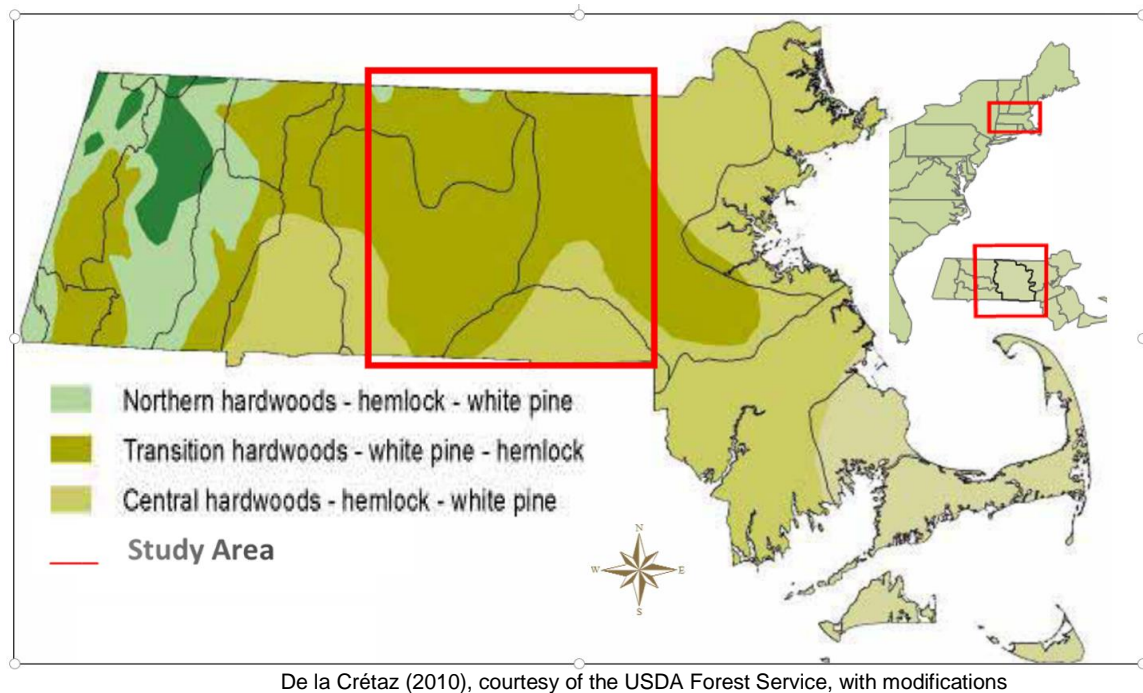 Northern hardwoods - hemlock - white pine
Transition hardwoods - white pine - hemlock
Central hardwoods - hemlock - white pine
Study Area
N
W E
S
De la Crétaz (2010), courtesy of the USDA Forest Service, with modifications